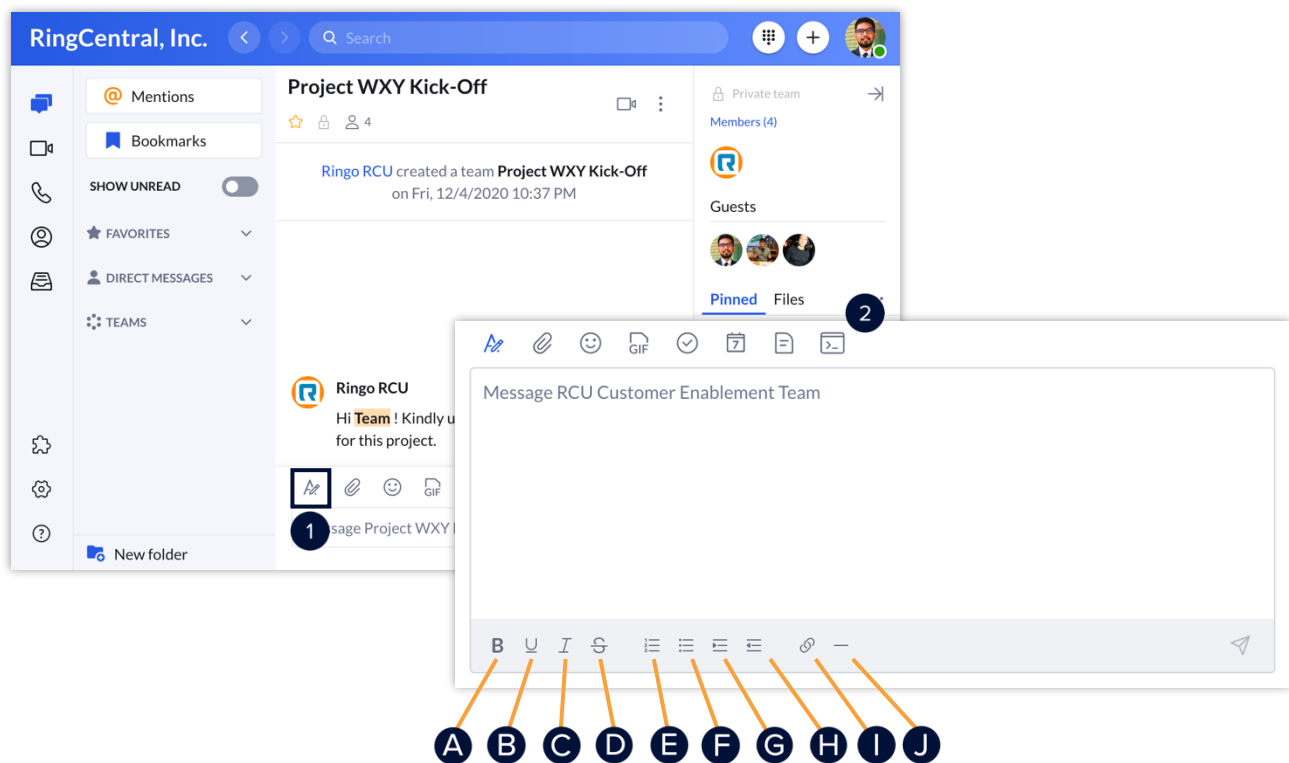 RingCentral, Inc.
Search
Mentions
Bookmarks
SHOW UNREAD
FAVORITES
DIRECT MESSAGES
TEAMS
New folder
Project WXY Kick-Off
4
Ringo RCU created a team Project WXY Kick-Off
on Fri, 12/4/2020 10:37 PM
Ringo RCU
Hi Team ! Kindly u
for this project.
GIF
1
sage Project WXY
Private team
Members (4)
Guests
Pinned Files
2
GIF
7
Message RCU Customer Enablement Team
B U I S
A B C D E F G H I J